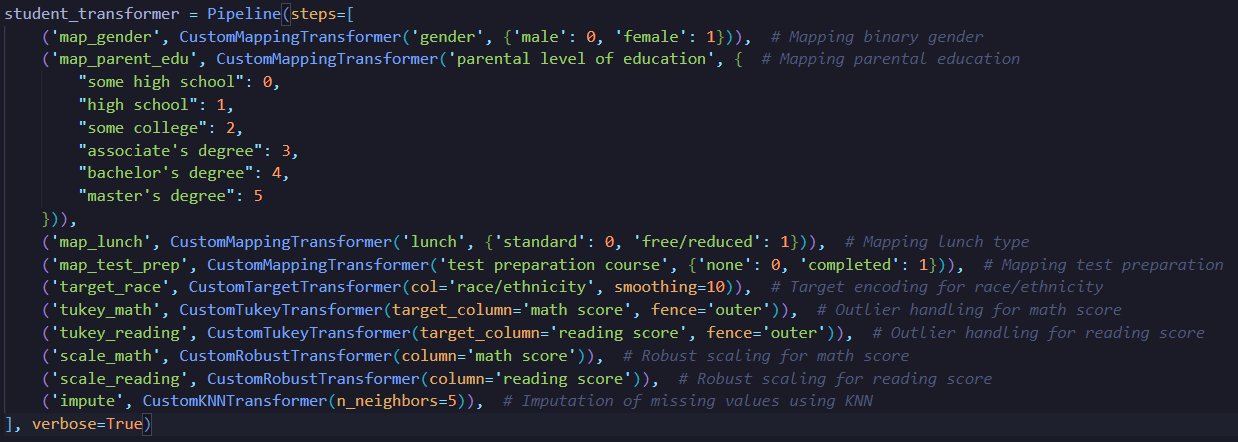 student_transformer = Pipeline(steps=[
    ('map_gender', CustomMappingTransformer('gender', {'male': 0, 'female': 1})),  # Mapping binary gender
    ('map_parent_edu', CustomMappingTransformer('parental level of education', {  # Mapping parental education
        "some high school": 0,
        "high school": 1,
        "some college": 2,
        "associate's degree": 3,
        "bachelor's degree": 4,
        "master's degree": 5
    })),
    ('map_lunch', CustomMappingTransformer('lunch', {'standard': 0, 'free/reduced': 1})),  # Mapping lunch type
    ('map_test_prep', CustomMappingTransformer('test preparation course', {'none': 0, 'completed': 1})),  # Mapping test preparation
    ('target_race', CustomTargetTransformer(col='race/ethnicity', smoothing=10)),  # Target encoding for race/ethnicity
    ('tukey_math', CustomTukeyTransformer(target_column='math score', fence='outer')),  # Outlier handling for math score
    ('tukey_reading', CustomTukeyTransformer(target_column='reading score', fence='outer')),  # Outlier handling for reading score
    ('scale_math', CustomRobustTransformer(column='math score')),  # Robust scaling for math score
    ('scale_reading', CustomRobustTransformer(column='reading score')),  # Robust scaling for reading score
    ('impute', CustomKNNTransformer(n_neighbors=5)),  # Imputation of missing values using KNN
], verbose=True)